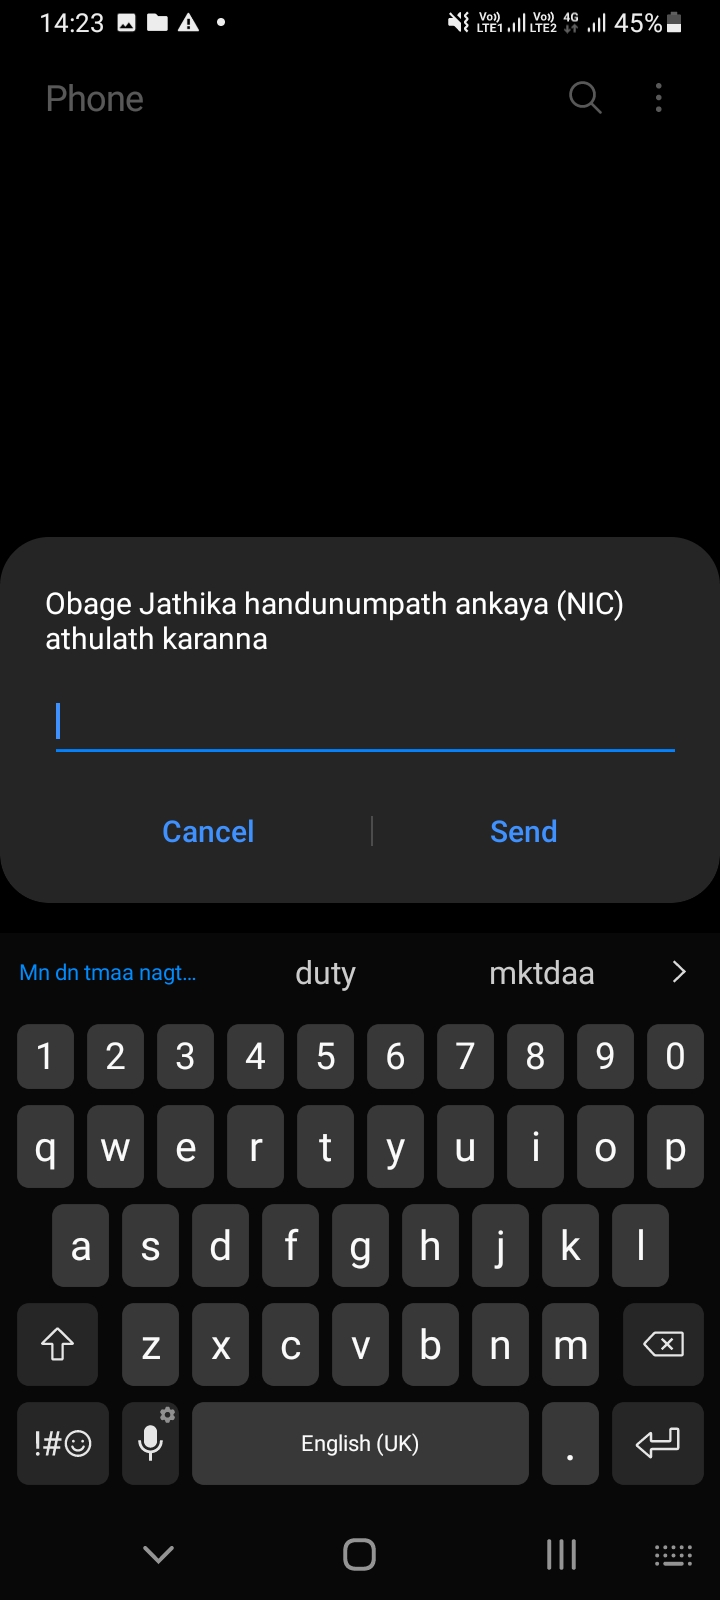 14:23
Vo)) LTE1 Vo)) LTE2 4G 45%
Phone
Obage Jathika handunumpath ankaya (NIC)
athulath karanna
Cancel Send
Mn dn tmaa nagt... duty mktdaa
1 2 3 4 5 6 7 8 9 0
q w e r t y u i o p
a s d f g h j k l
z x c v b n m
!#☺ English (UK) .